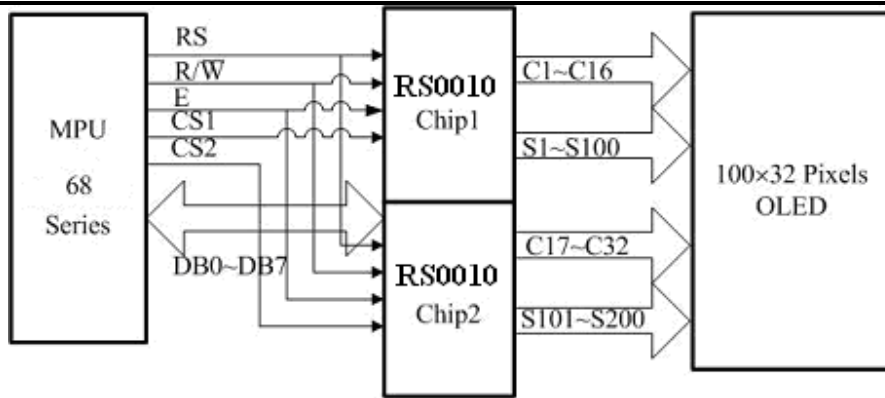 RS
R/W̅
E
CS1
CS2
MPU
68
Series
DB0~DB7
RS0010
Chip1
RS0010
Chip2
C1~C16
S1~S100
C17~C32
S101~S200
100×32 Pixels
OLED